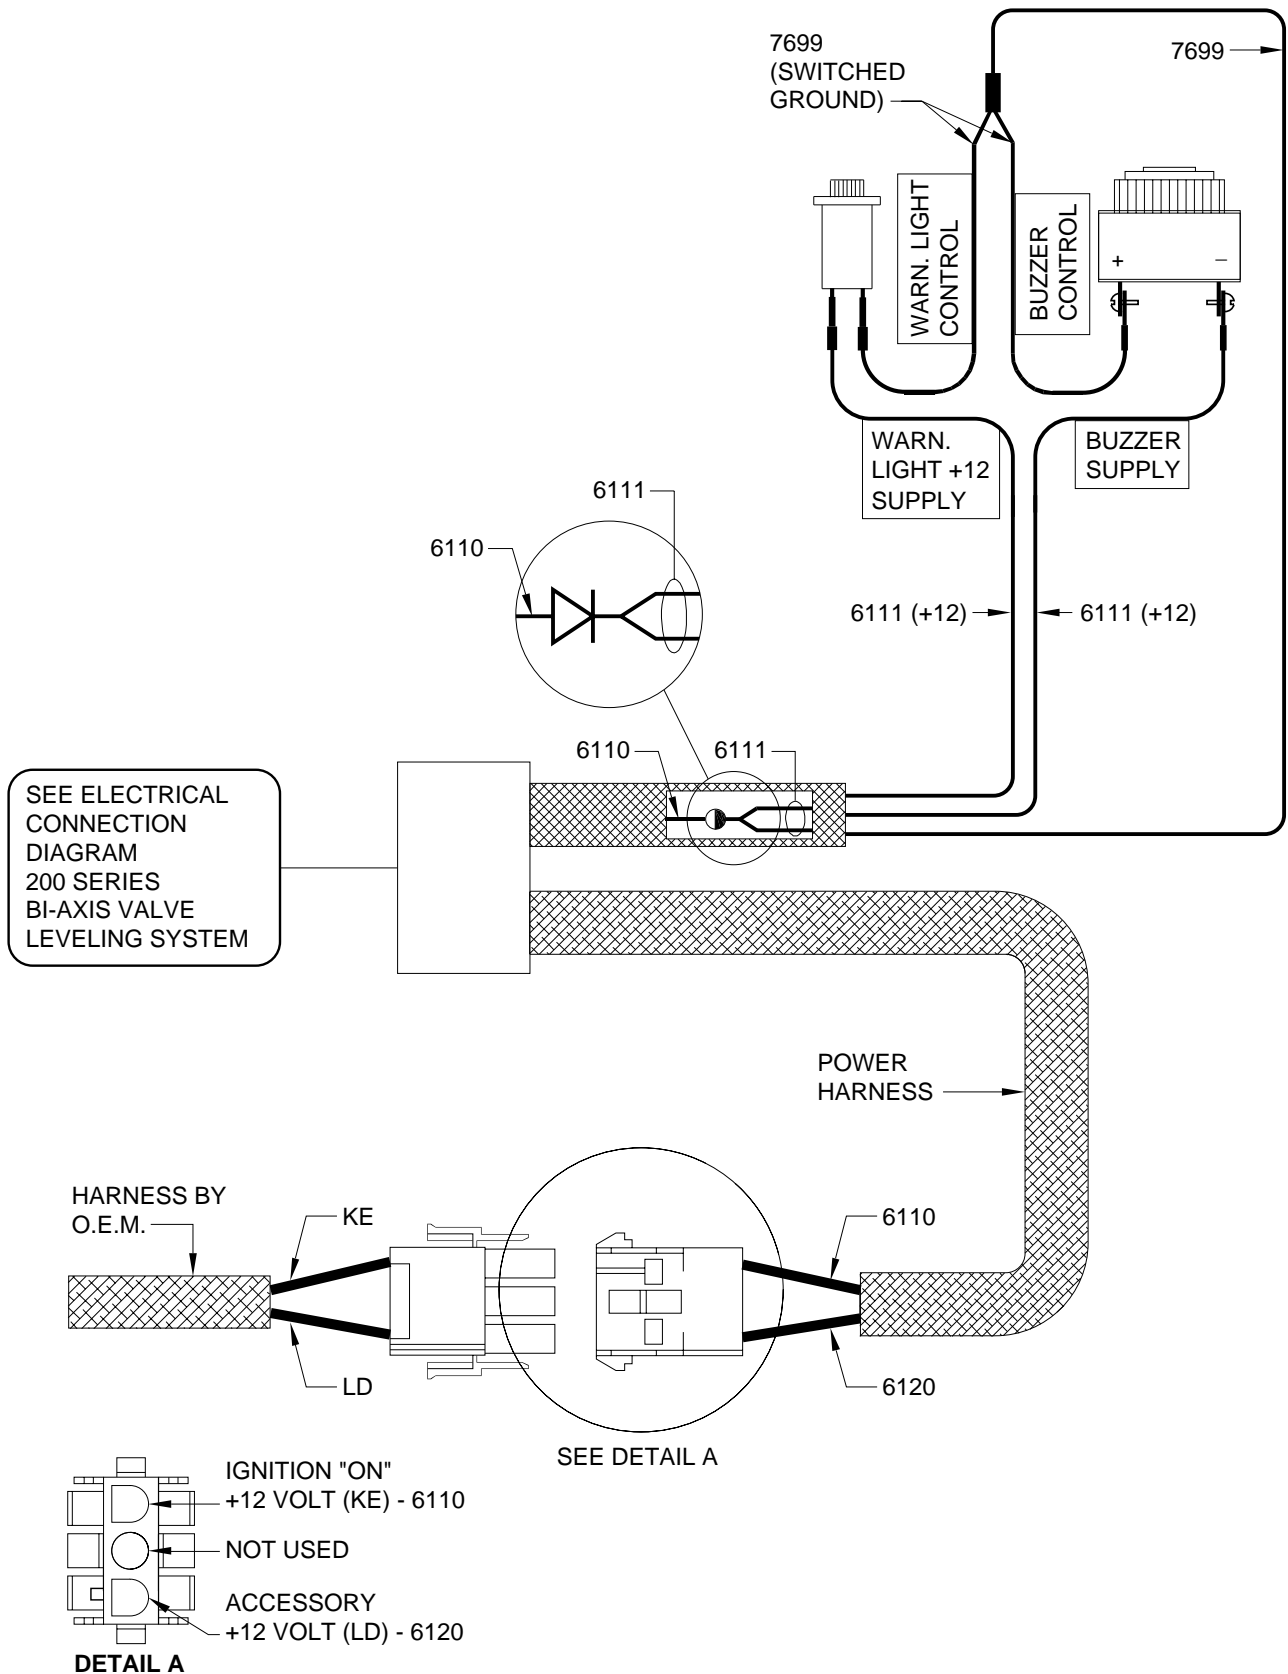 7699
(SWITCHED
GROUND)
7699
WARN. LIGHT
CONTROL
BUZZER
CONTROL
+
–
WARN.
LIGHT +12
SUPPLY
BUZZER
SUPPLY
6111
6110
6111 (+12)
6111 (+12)
6110
6111
SEE ELECTRICAL
CONNECTION
DIAGRAM
200 SERIES
BI-AXIS VALVE
LEVELING SYSTEM
POWER
HARNESS
HARNESS BY
O.E.M.
KE
LD
6110
6120
SEE DETAIL A
IGNITION "ON"
+12 VOLT (KE) - 6110
NOT USED
ACCESSORY
+12 VOLT (LD) - 6120
DETAIL A